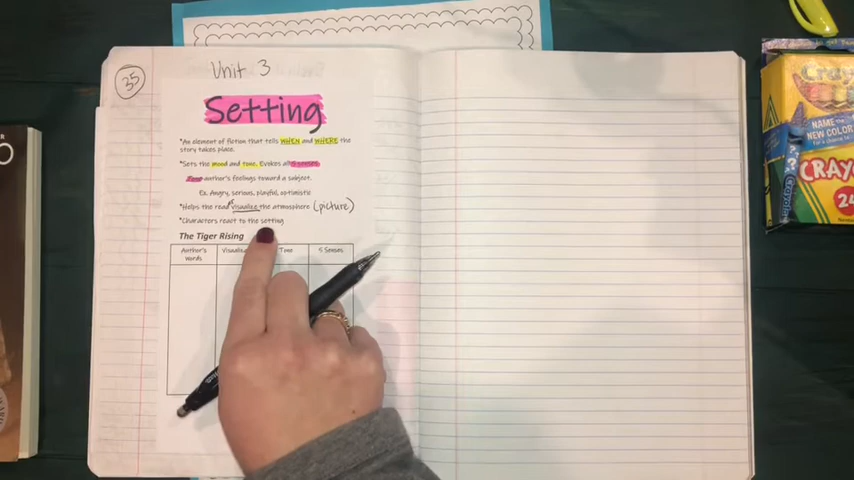 35
Unit 3
Setting
*An element of fiction that tells WHEN and WHERE the
story takes place.
*Sets the mood and tone. Evokes all 5 senses.
Tone author's feelings toward a subject.
Ex. Angry, serious, playful, optimistic
*Helps the reader visualize the atmosphere (picture)
*Characters react to the setting
The Tiger Rising
Author's words
Visualize
Tone
5 Senses
NAME the
NEW COLOR
CRAYO
24
Crayola